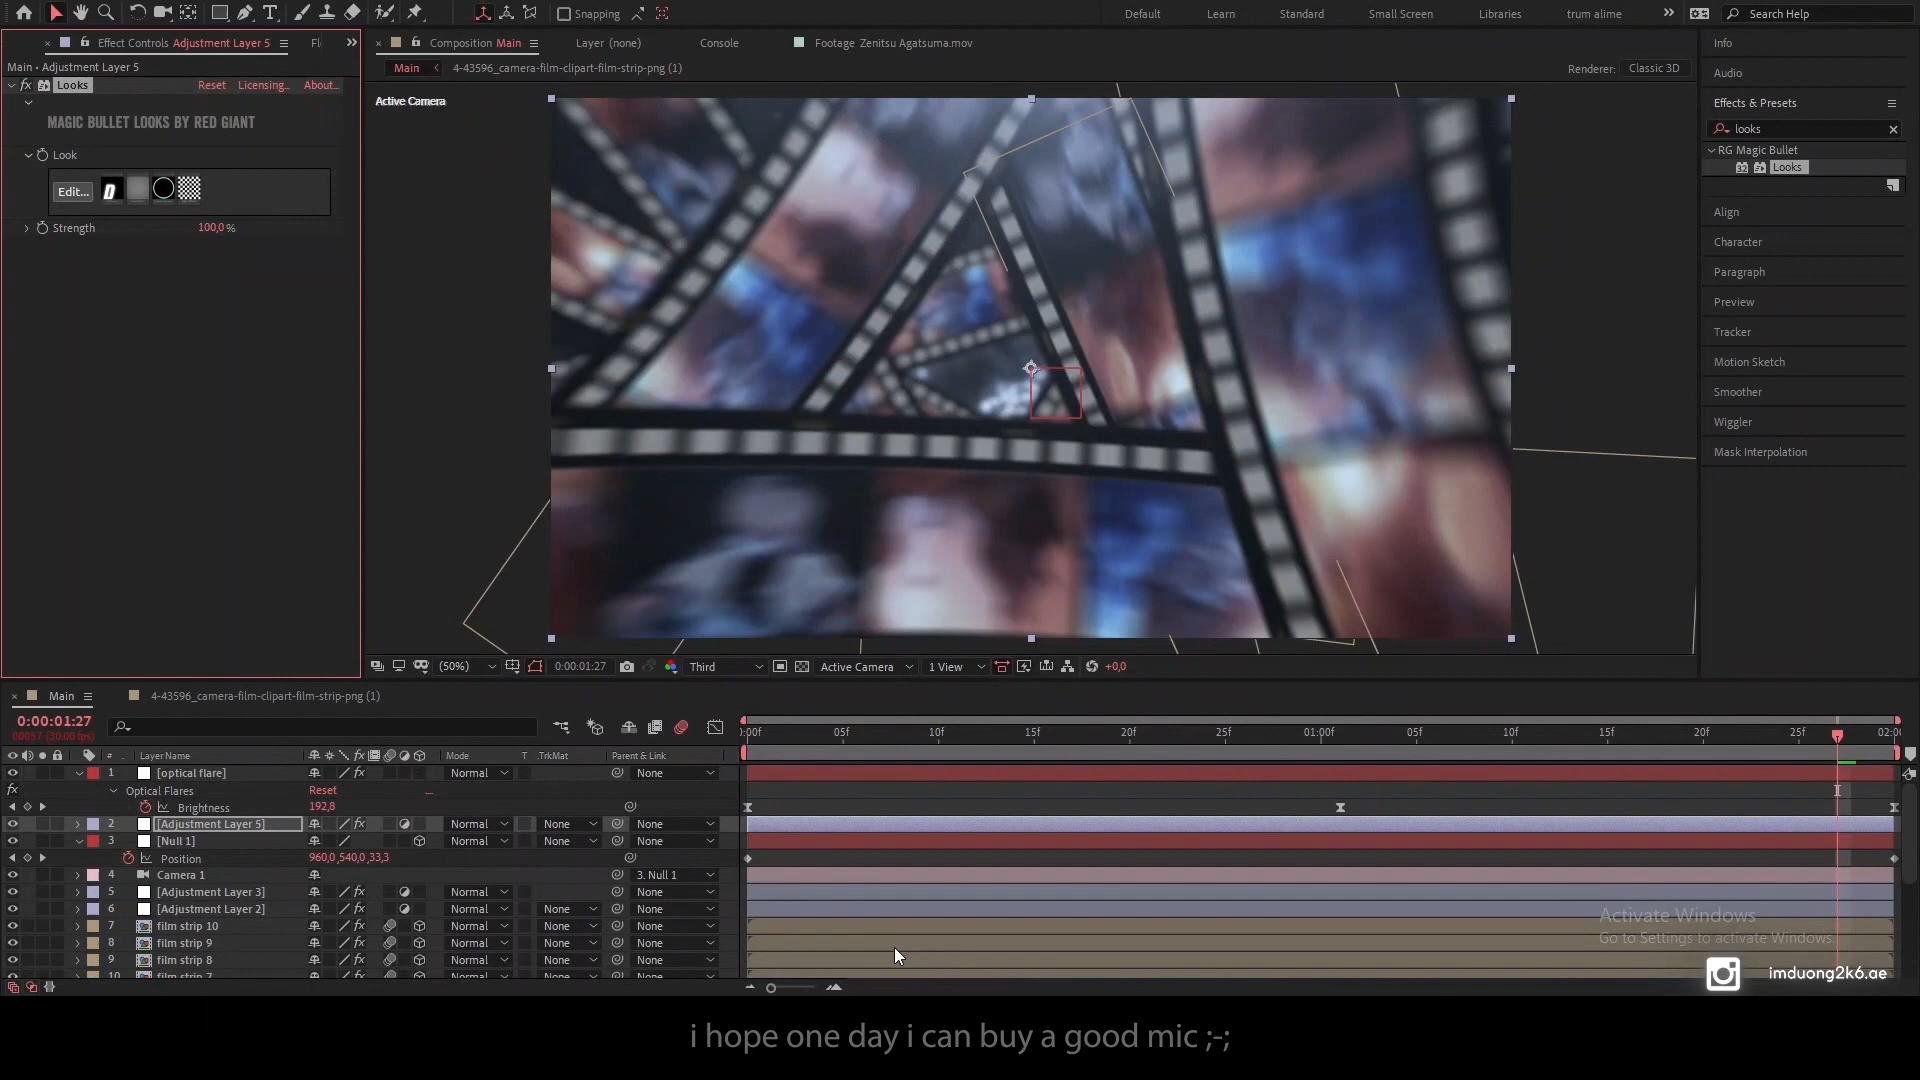 Snapping
Default
Learn
Standard
Small Screen
Libraries
trum alime
Search Help
Effect Controls Adjustment Layer 5
Composition Main
Layer (none)
Console
Footage Zenitsu Agatsuma.mov
Info
Main • Adjustment Layer 5
Main
4-43596_camera-film-clipart-film-strip-png (1)
Renderer:
Classic 3D
Audio
fx Looks
Reset
Licensing...
About...
Active Camera
Effects & Presets
MAGIC BULLET LOOKS BY RED GIANT
looks
Look
RG Magic Bullet
Looks
Edit...
Strength
100,0 %
Align
Character
Paragraph
Preview
Tracker
Motion Sketch
Smoother
Wiggler
Mask Interpolation
(50%)
0:00:01:27
Third
Active Camera
1 View
+0,0
Main
4-43596_camera-film-clipart-film-strip-png (1)
0:00:01:27
00057 (30.00 fps)
05f
10f
15f
20f
25f
01:00f
05f
10f
15f
20f
25f
# Layer Name
Mode
T .TrkMat
Parent & Link
1 [optical flare] Normal None
Optical Flares Reset
Brightness 192,8
2 [Adjustment Layer 5] Normal None None
3 [Null 1] Normal None None
Position 960,0,540,0,33,3
4 Camera 1 3. Null 1
5 [Adjustment Layer 3] Normal None
6 [Adjustment Layer 2] Normal None None
7 film strip 10 Normal None None
8 film strip 9 Normal None None
9 film strip 8 Normal None None
10 film strip 7 Normal None None
Activate Windows
Go to Settings to activate Windows.
imduong2k6.ae
i hope one day i can buy a good mic ;-;